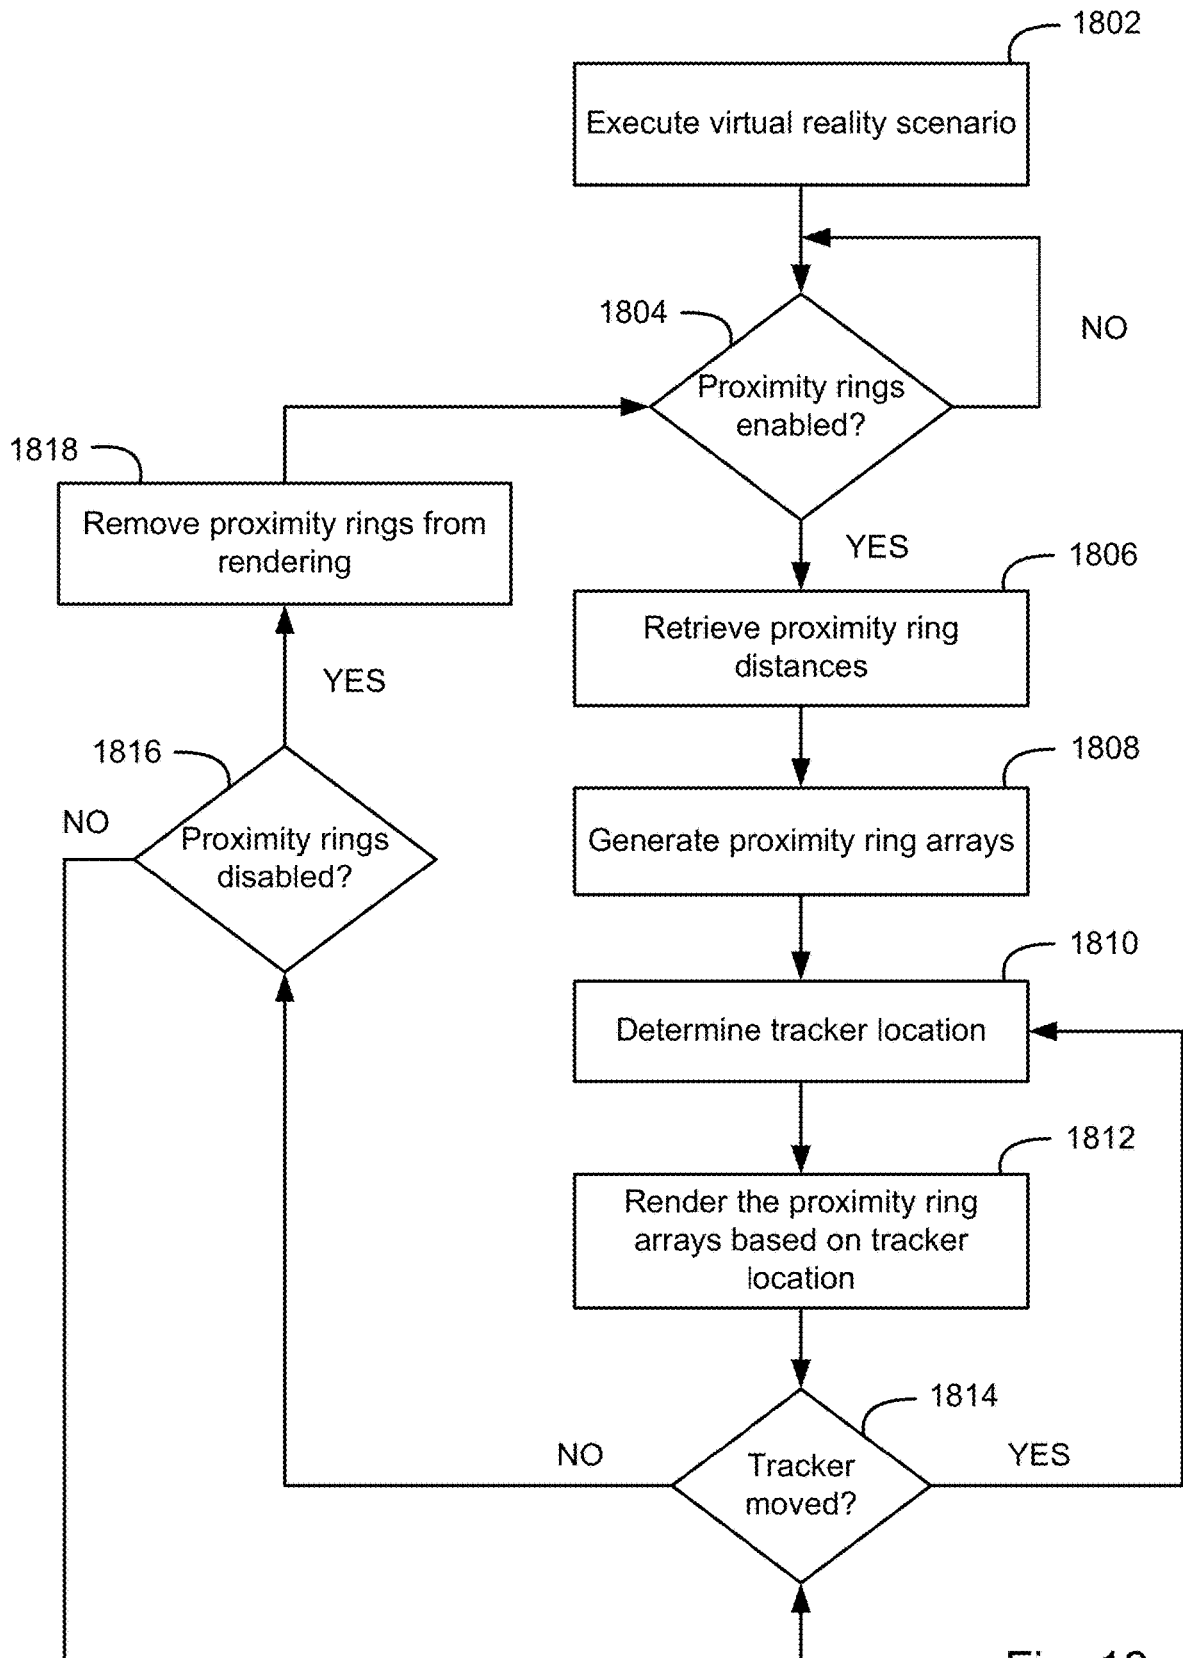 1802
Execute virtual reality scenario
1804
NO
Proximity rings
enabled?
1818
Remove proximity rings from
rendering
YES
1806
Retrieve proximity ring
distances
YES
1808
1816
NO
Proximity rings
disabled?
Generate proximity ring arrays
1810
Determine tracker location
1812
Render the proximity ring
arrays based on tracker
location
1814
NO
YES
Tracker
moved?